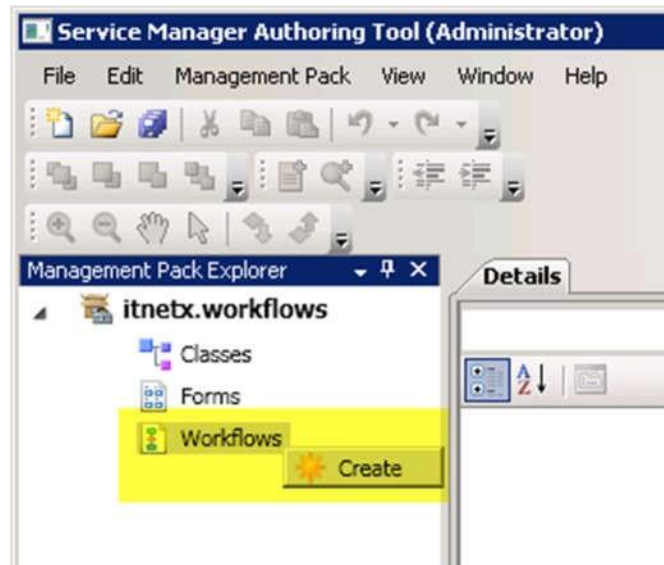 Service Manager Authoring Tool (Administrator)
File Edit Management Pack View Window Help
Management Pack Explorer
Details
itnetx.workflows
Classes
Forms
Workflows
Create
A
Z